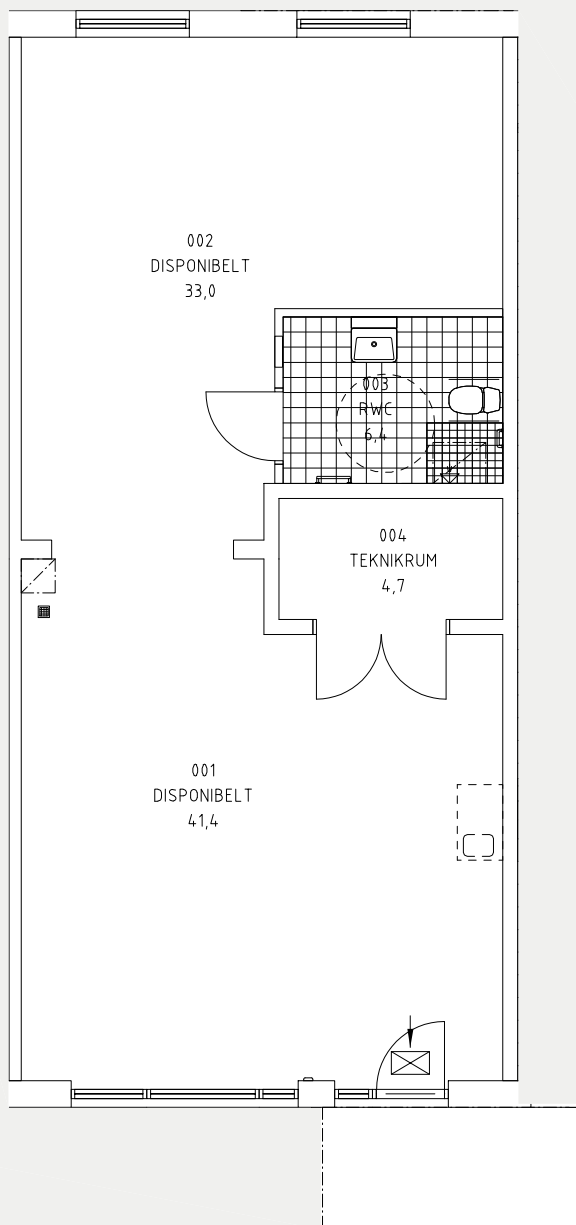 002
DISPONIBELT
33,0
003
RWC
6,4
004
TEKNIKRUM
4,7
001
DISPONIBELT
41,4